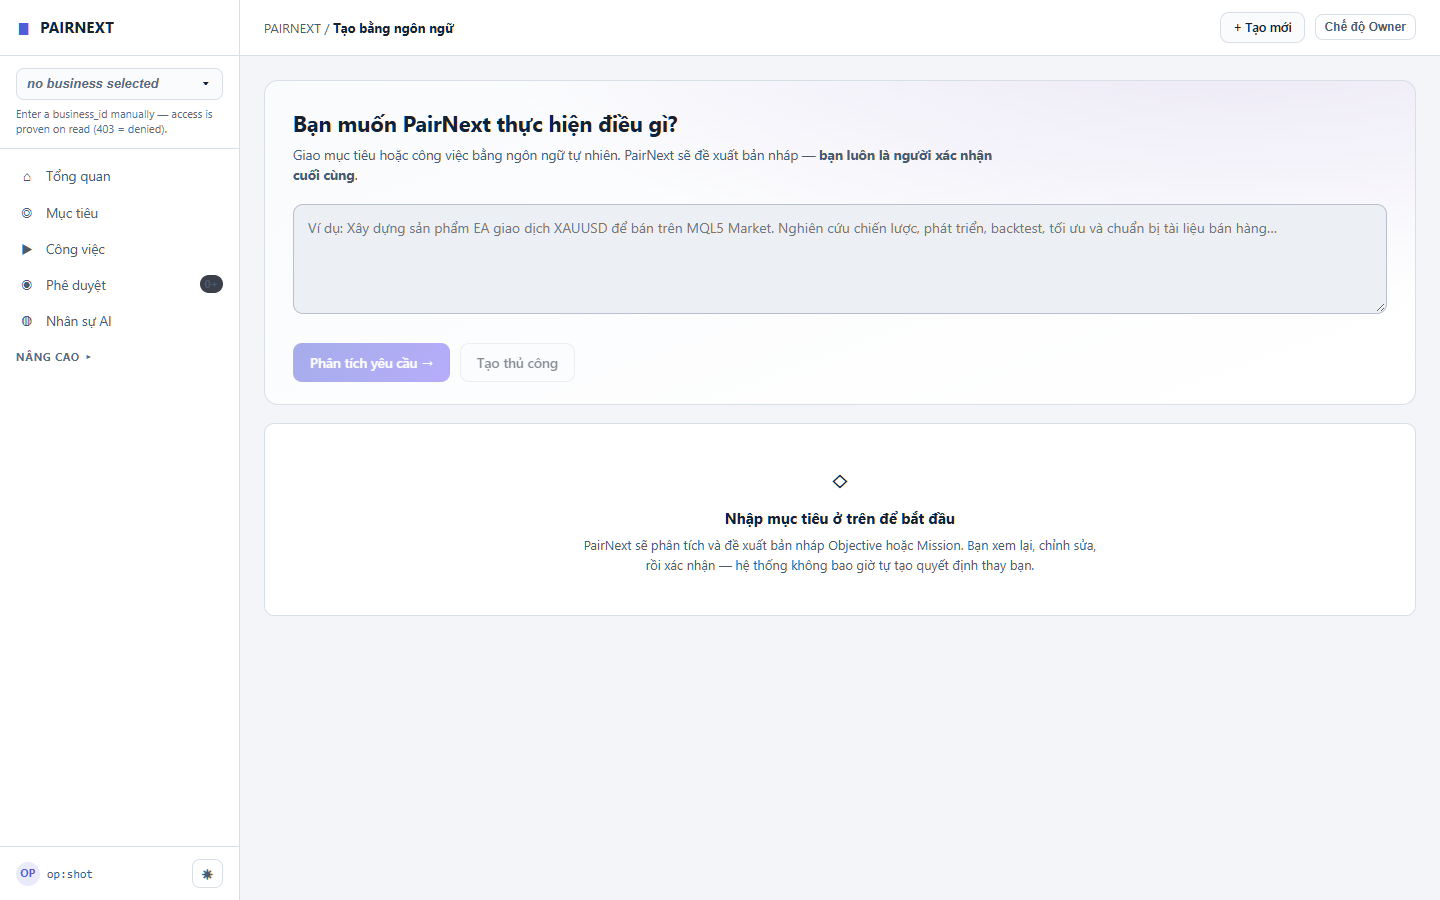 PAIRNEXT
no business selected
Enter a business_id manually — access is
proven on read (403 = denied).
Tổng quan
Mục tiêu
Công việc
Phê duyệt
Nhân sự AI
NÂNG CAO
OP
op:shot
PAIRNEXT / Tạo bằng ngôn ngữ
+ Tạo mới
Chế độ Owner
Bạn muốn PairNext thực hiện điều gì?
Giao mục tiêu hoặc công việc bằng ngôn ngữ tự nhiên. PairNext sẽ đề xuất bản nháp — bạn luôn là người xác nhận
cuối cùng.
Ví dụ: Xây dựng sản phẩm EA giao dịch XAUUSD để bán trên MQL5 Market. Nghiên cứu chiến lược, phát triển, backtest, tối ưu và chuẩn bị tài liệu bán hàng...
Phân tích yêu cầu →
Tạo thủ công
Nhập mục tiêu ở trên để bắt đầu
PairNext sẽ phân tích và đề xuất bản nháp Objective hoặc Mission. Bạn xem lại, chỉnh sửa,
rồi xác nhận — hệ thống không bao giờ tự tạo quyết định thay bạn.